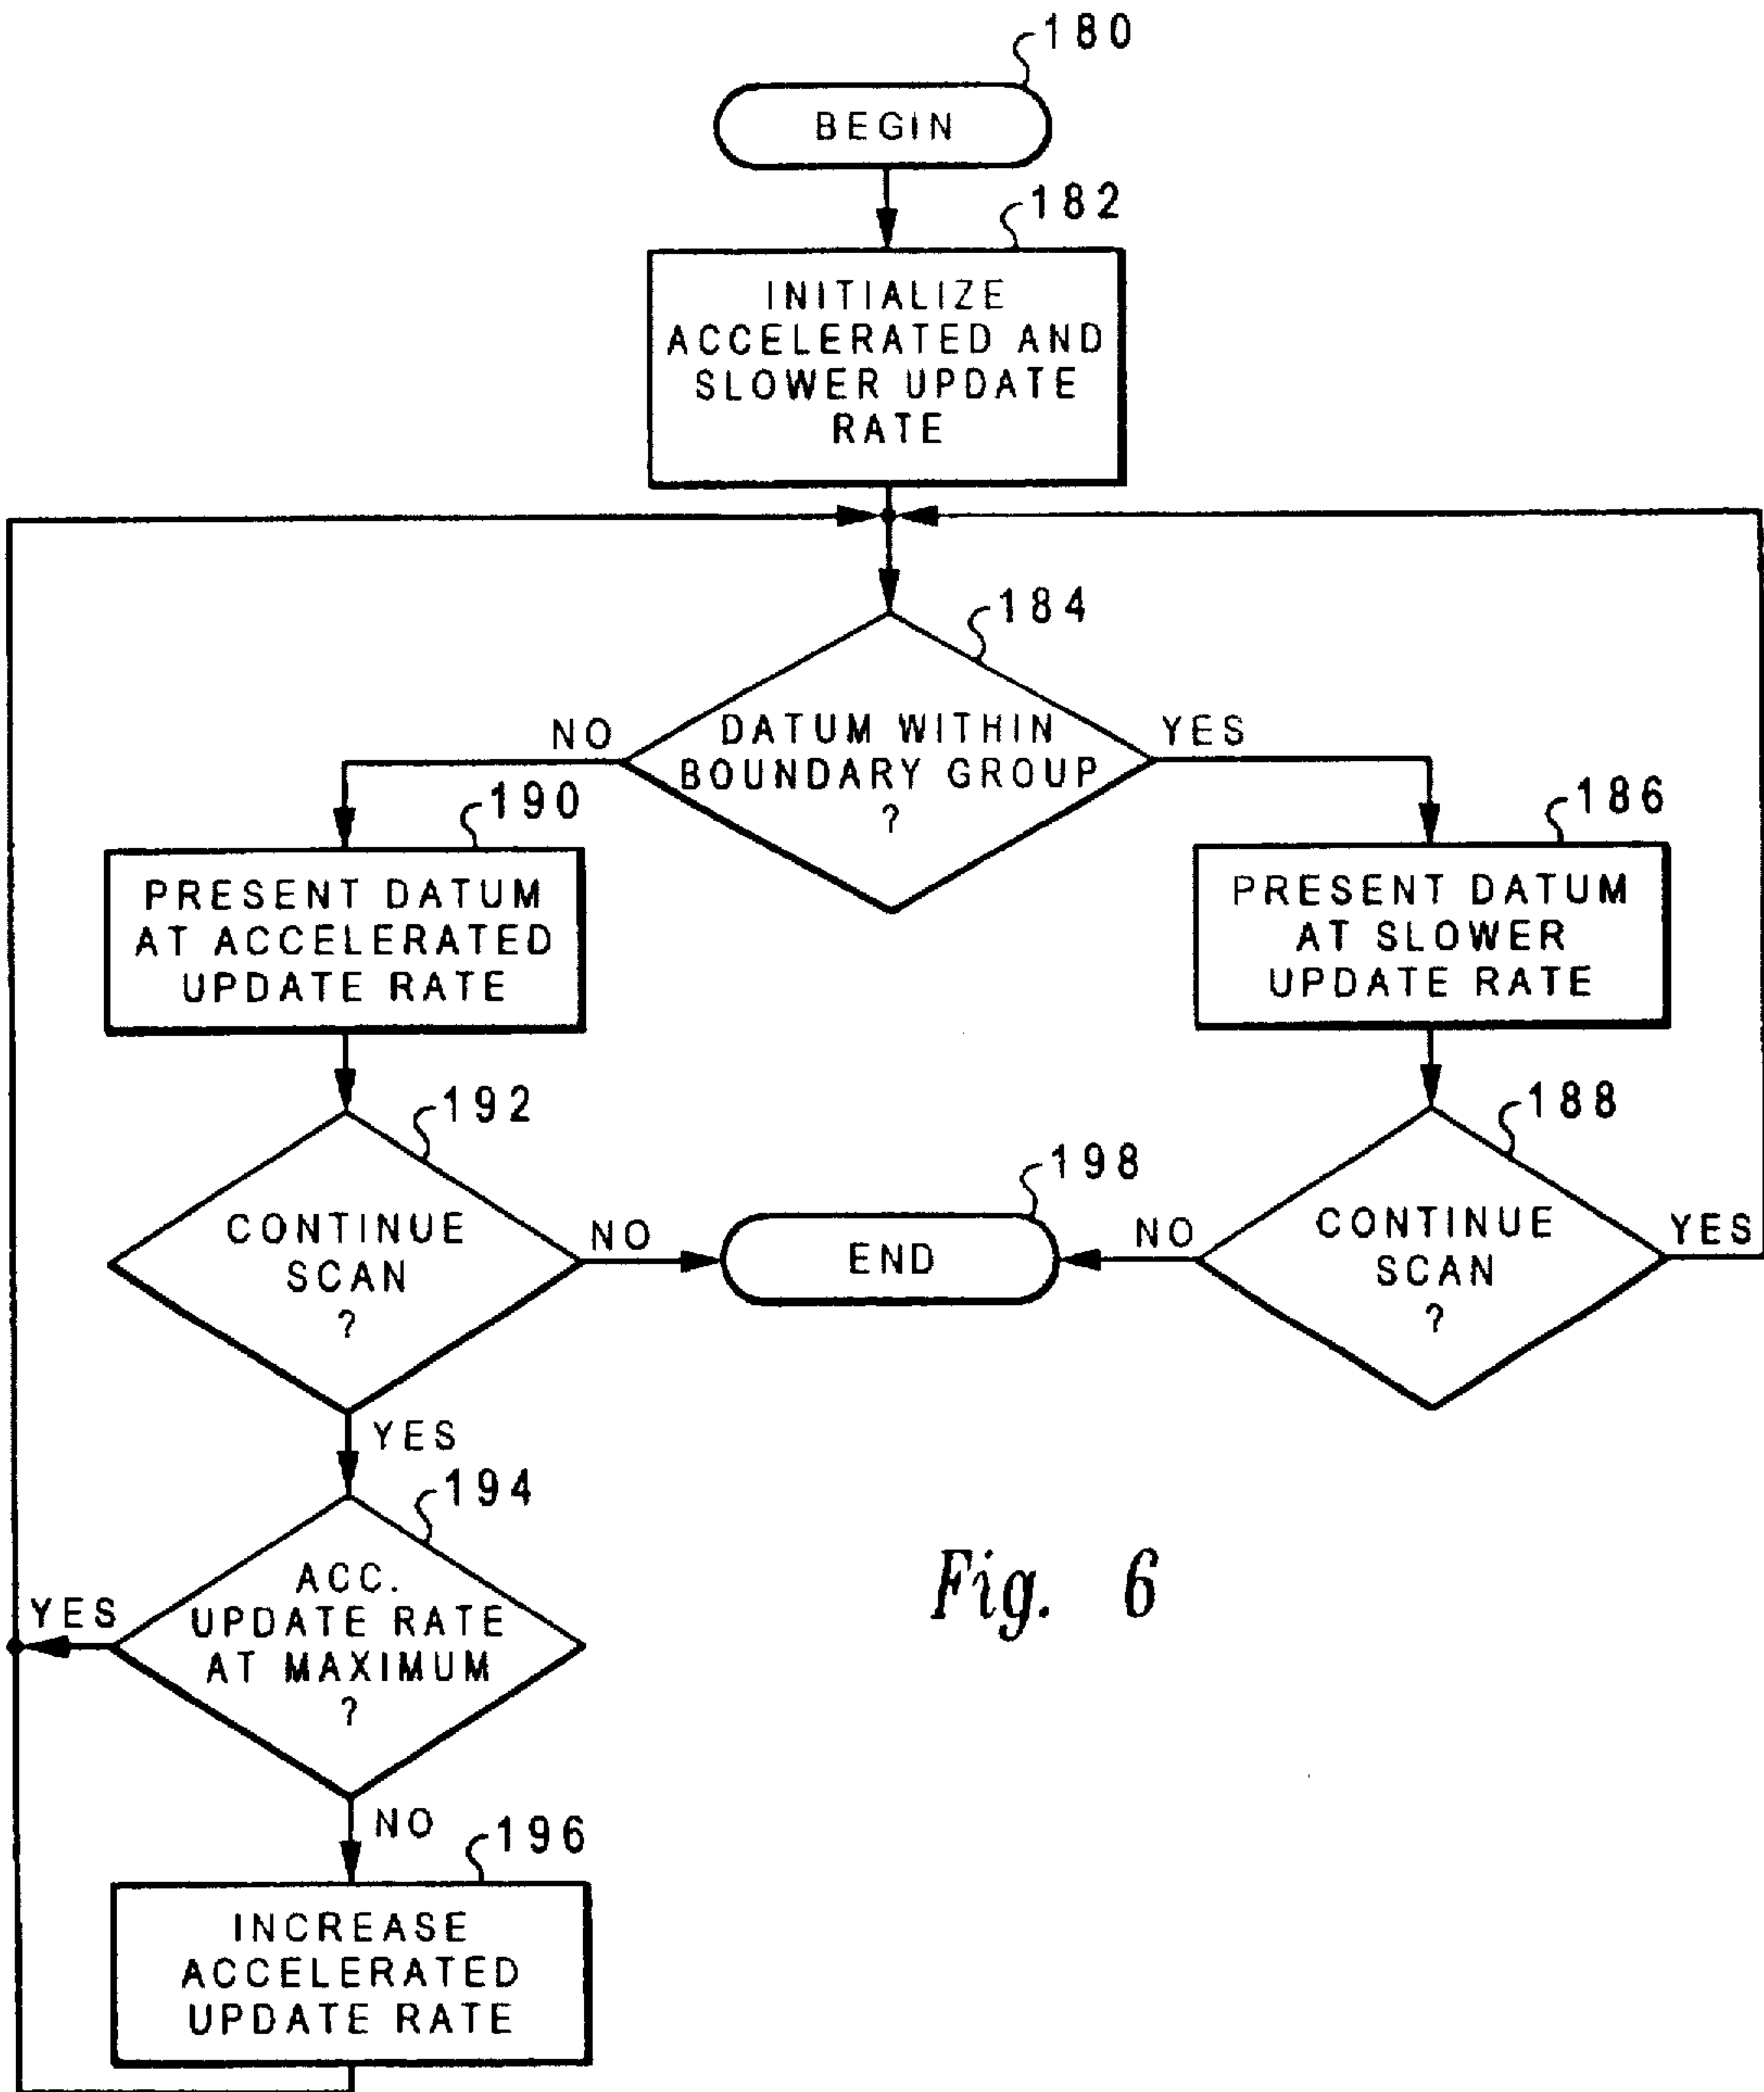 180
BEGIN
182
INITIALIZE
ACCELERATED AND
SLOWER UPDATE
RATE
184
DATUM WITHIN
BOUNDARY GROUP
?
NO
YES
190
PRESENT DATUM
AT ACCELERATED
UPDATE RATE
186
PRESENT DATUM
AT SLOWER
UPDATE RATE
192
CONTINUE
SCAN
?
NO
198
END
188
NO
CONTINUE
SCAN
?
YES
YES
194
ACC.
UPDATE RATE
AT MAXIMUM
?
YES
NO
196
INCREASE
ACCELERATED
UPDATE RATE
Fig. 6